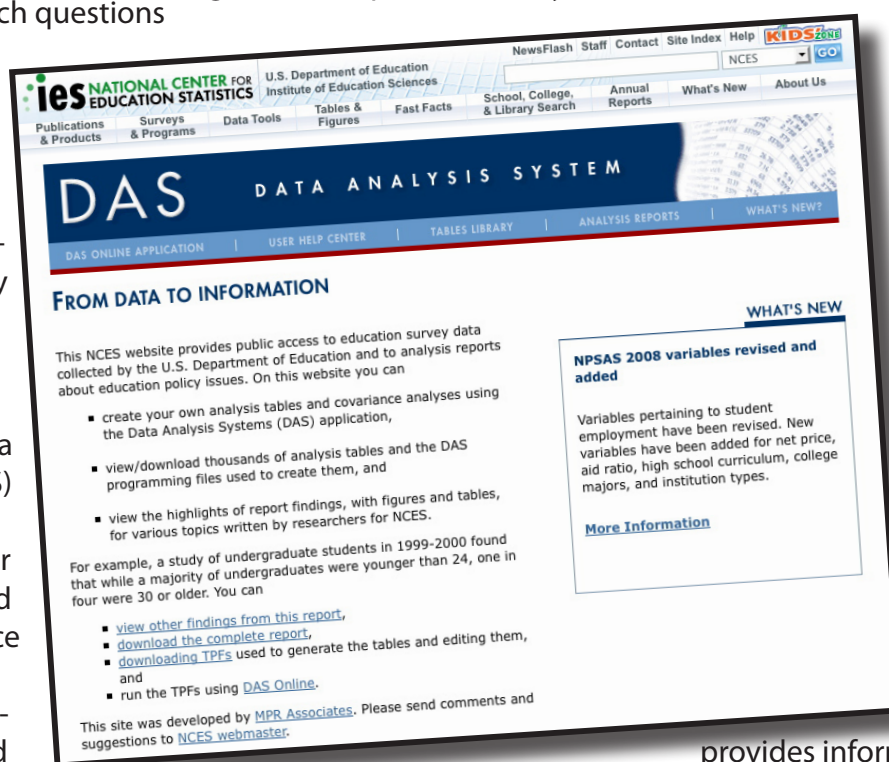 ch questions
NewsFlash Staff Contact Site Index Help KIDS' ZONE
ies NATIONAL CENTER FOR EDUCATION STATISTICS
U.S. Department of Education
Institute of Education Sciences
NCES GO
Publications & Products
Surveys & Programs
Data Tools
Tables & Figures
Fast Facts
School, College, & Library Search
Annual Reports
What's New
About Us
DAS DATA ANALYSIS SYSTEM
DAS ONLINE APPLICATION | USER HELP CENTER | TABLES LIBRARY | ANALYSIS REPORTS | WHAT'S NEW?
FROM DATA TO INFORMATION
This NCES website provides public access to education survey data
collected by the U.S. Department of Education and to analysis reports
about education policy issues. On this website you can
▪ create your own analysis tables and covariance analyses using
the Data Analysis Systems (DAS) application,
▪ view/download thousands of analysis tables and the DAS
programming files used to create them, and
▪ view the highlights of report findings, with figures and tables,
for various topics written by researchers for NCES.
For example, a study of undergraduate students in 1999-2000 found
that while a majority of undergraduates were younger than 24, one in
four were 30 or older. You can
▪ view other findings from this report,
▪ download the complete report,
▪ downloading TPFs used to generate the tables and editing them,
and
▪ run the TPFs using DAS Online.
This site was developed by MPR Associates. Please send comments and
suggestions to NCES webmaster.
WHAT'S NEW
NPSAS 2008 variables revised and
added
Variables pertaining to student
employment have been revised. New
variables have been added for net price,
aid ratio, high school curriculum, college
majors, and institution types.
More Information
provides inforn